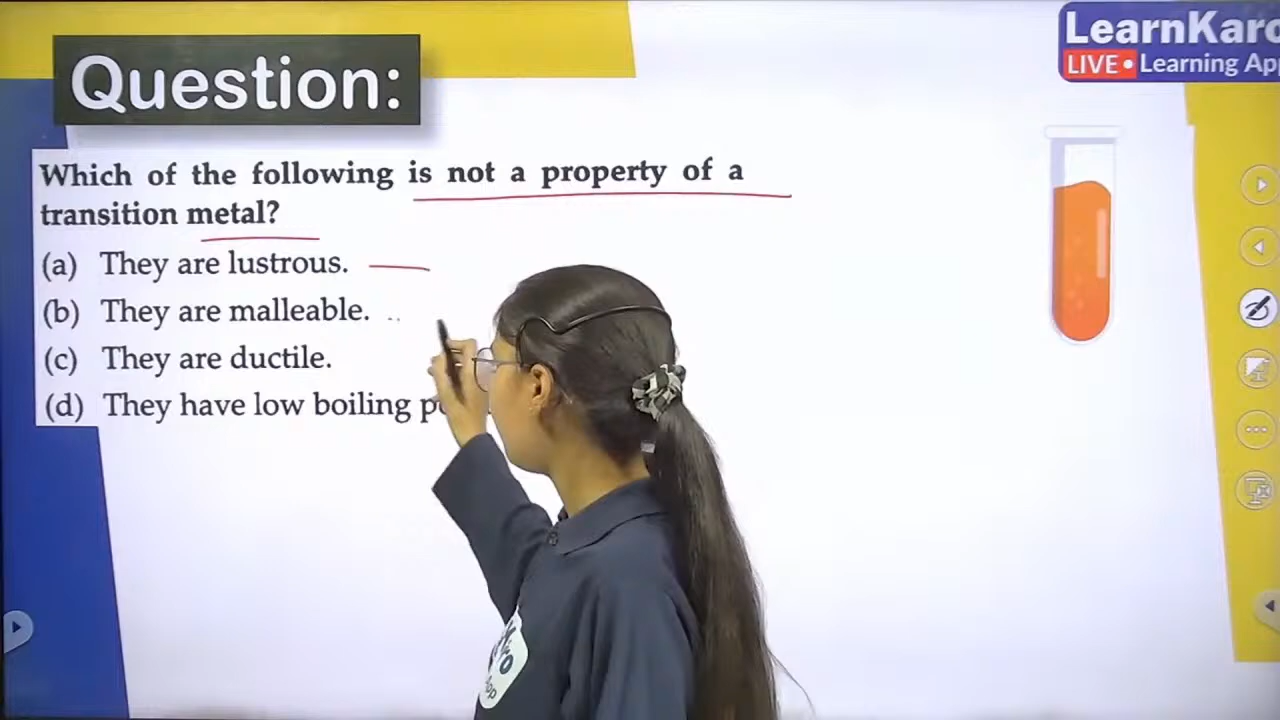 Question:
LearnKaro
LIVE• Learning App
Which of the following is not a property of a
transition metal?
(a) They are lustrous.
(b) They are malleable.
(c) They are ductile.
(d) They have low boiling